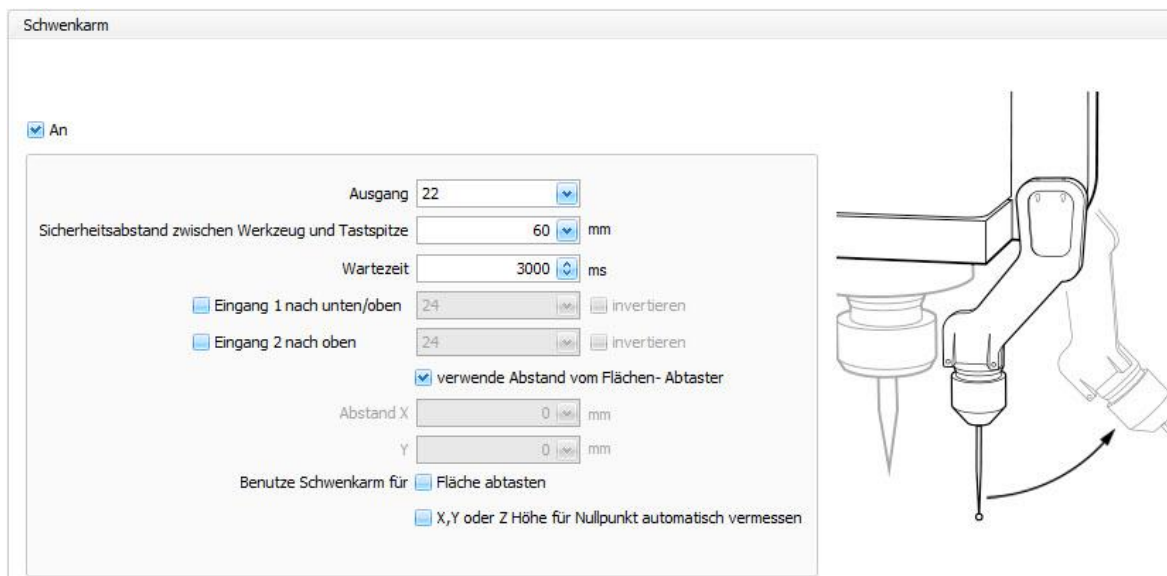 Schwenkarm
An
Ausgang 22
Sicherheitsabstand zwischen Werkzeug und Tastspitze 60 mm
Wartezeit 3000 ms
Eingang 1 nach unten/oben 24 invertieren
Eingang 2 nach oben 24 invertieren
verwende Abstand vom Flächen- Abtaster
Abstand X 0 mm
Y 0 mm
Benutze Schwenkarm für Fläche abtasten
X,Y oder Z Höhe für Nullpunkt automatisch vermessen